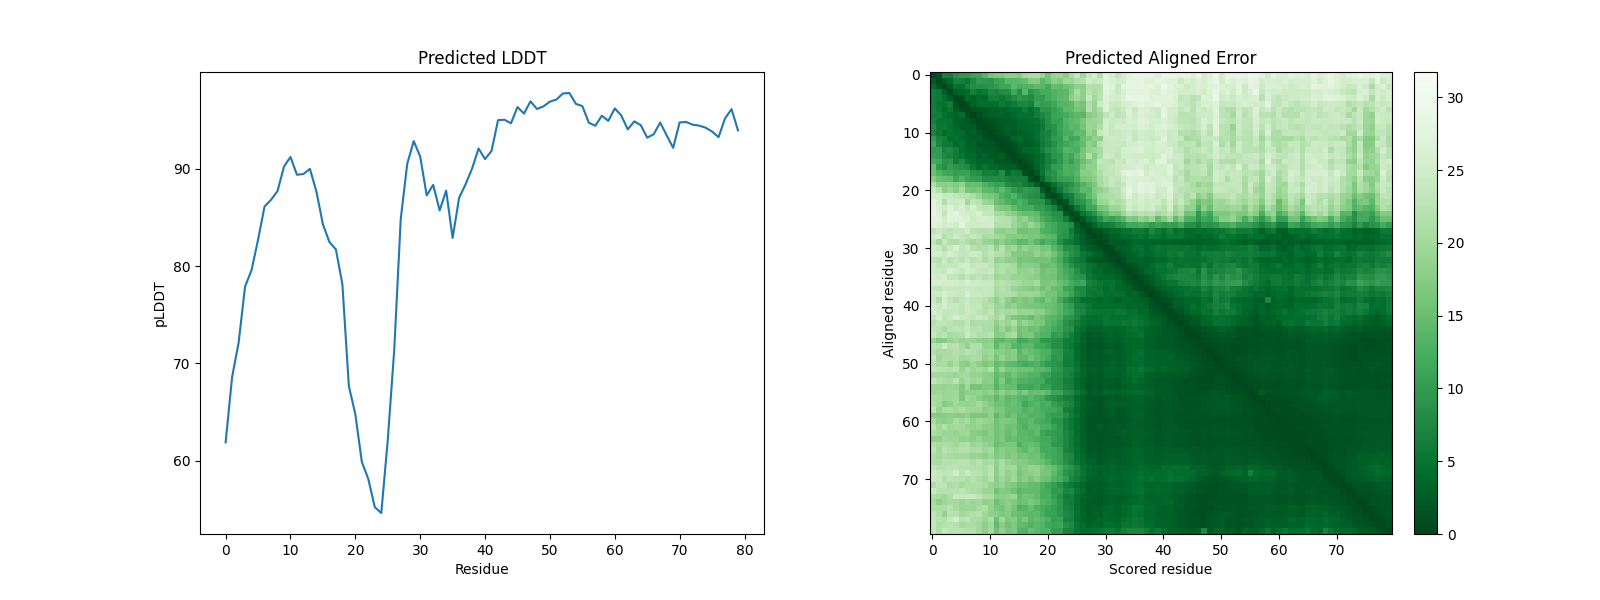 Predicted LDDT
pLDDT
90
80
70
60
0 10 20 30 40 50 60 70 80
Residue
Predicted Aligned Error
Aligned residue
0
10
20
30
40
50
60
70
0 10 20 30 40 50 60 70
Scored residue
30
25
20
15
10
5
0